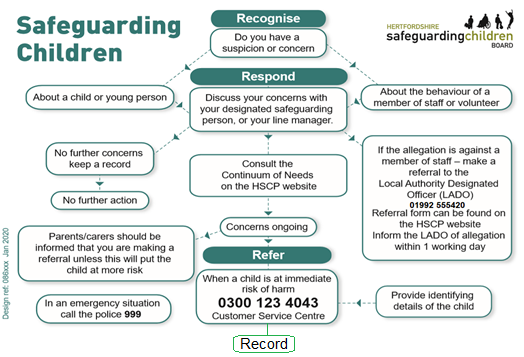 Safeguarding
Children
Recognise
Do you have a
suspicion or concern
HERTFORDSHIRE
safeguardingchildren
BOARD
Respond
About a child or young person
Discuss your concerns with
your designated safeguarding
person, or your line manager.
About the behaviour of a
member of staff or volunteer
No further concerns
keep a record
No further action
Consult the
Continuum of Needs
on the HSCP website
If the allegation is against a
member of staff – make a
referral to the
Local Authority Designated
Officer (LADO)
01992 555420
Referral form can be found on
the HSCP website
Inform the LADO of allegation
within 1 working day
Concerns ongoing
Parents/carers should be
informed that you are making a
referral unless this will put the
child at more risk
Refer
When a child is at immediate
risk of harm
0300 123 4043
Customer Service Centre
In an emergency situation
call the police 999
Provide identifying
details of the child
Record
Design ref: 088xxx Jan 2020